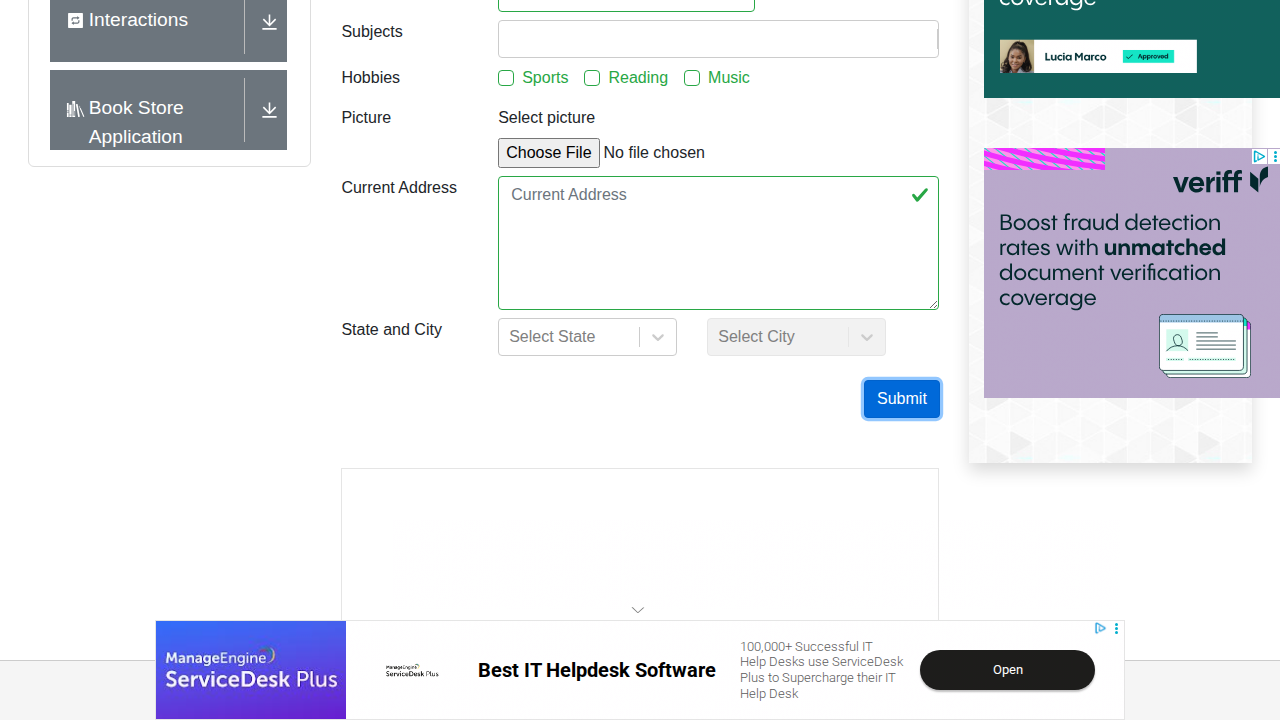 Interactions
Book Store
Application
Subjects
Hobbies
Sports
Reading
Music
Picture
Select picture
Choose File No file chosen
Current Address
Current Address
State and City
Select State
Select City
Submit
coverage
Lucia Marco
Approved
veriff
Boost fraud detection
rates with unmatched
document verification
coverage
ManageEngine
ServiceDesk Plus
ManageEngine
ServiceDesk Plus
Best IT Helpdesk Software
100,000+ Successful IT
Help Desks use ServiceDesk
Plus to Supercharge their IT
Help Desk
Open